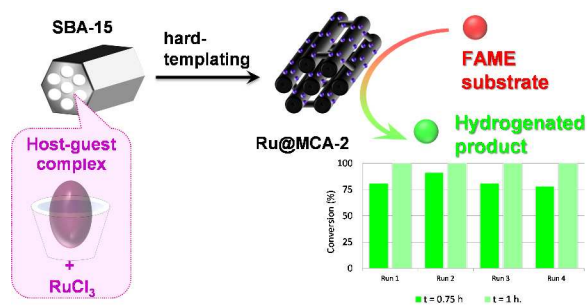 SBA-15
hard-
templating
FAME
substrate
Hydrogenated
product
Ru@MCA-2
Host-guest
complex
+
RuCl₃
Conversion (%)
100
75
50
25
0
Run 1 Run 2 Run 3 Run 4
t = 0.75 h t = 1 h.